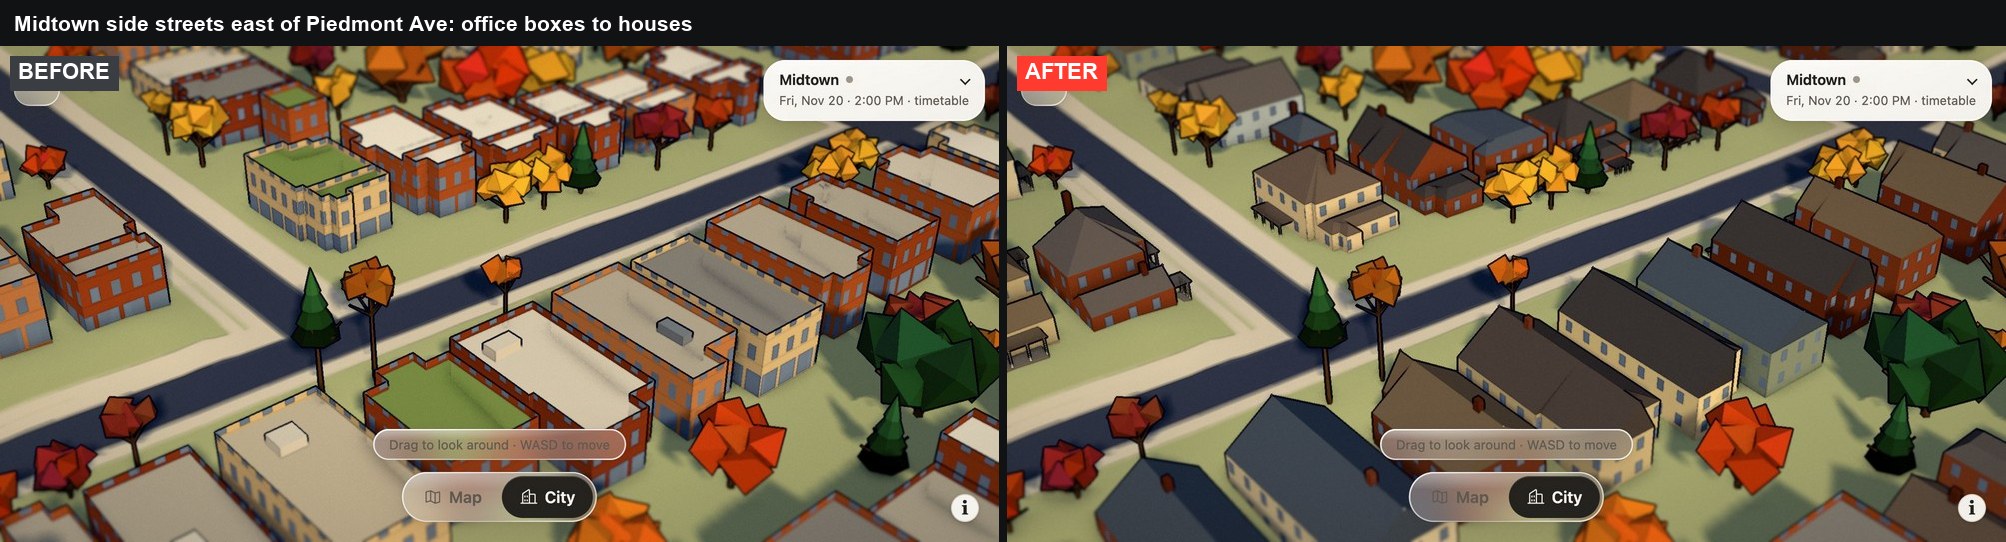 Midtown side streets east of Piedmont Ave: office boxes to houses
BEFORE
Midtown
Fri, Nov 20 · 2:00 PM · timetable
Drag to look around · WASD to move
Map
City
i
AFTER
Midtown
Fri, Nov 20 · 2:00 PM · timetable
Drag to look around · WASD to move
Map
City
i